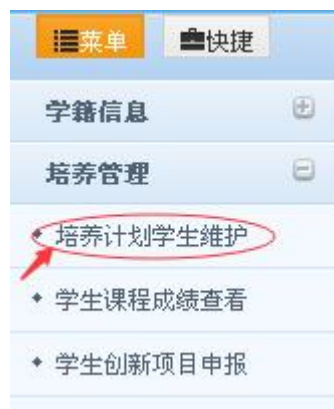 菜单 快捷
学籍信息
培养管理
培养计划学生维护
学生课程成绩查看
学生创新项目申报